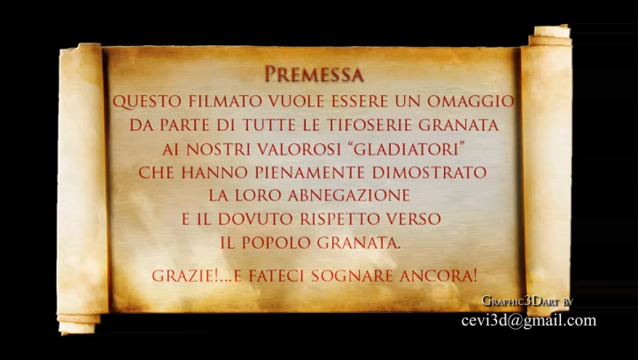 Premessa
QUESTO FILMATO VUOLE ESSERE UN OMAGGIO
DA PARTE DI TUTTE LE TIFOSERIE GRANATA
AI NOSTRI VALOROSI “GLADIATORI”
CHE HANNO PIENAMENTE DIMOSTRATO
LA LORO ABNEGAZIONE
E IL DOVUTO RISPETTO VERSO
IL POPOLO GRANATA.
GRAZIE!...E FATECI SOGNARE ANCORA!
Graphic3Dart by
cevi3d@gmail.com